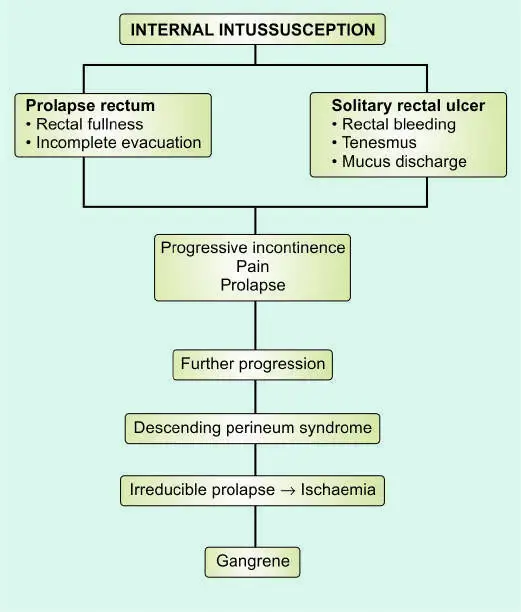 INTERNAL INTUSSUSCEPTION
Prolapse rectum
• Rectal fullness
• Incomplete evacuation
Solitary rectal ulcer
• Rectal bleeding
• Tenesmus
• Mucus discharge
Progressive incontinence
Pain
Prolapse
Further progression
Descending perineum syndrome
Irreducible prolapse → Ischaemia
Gangrene